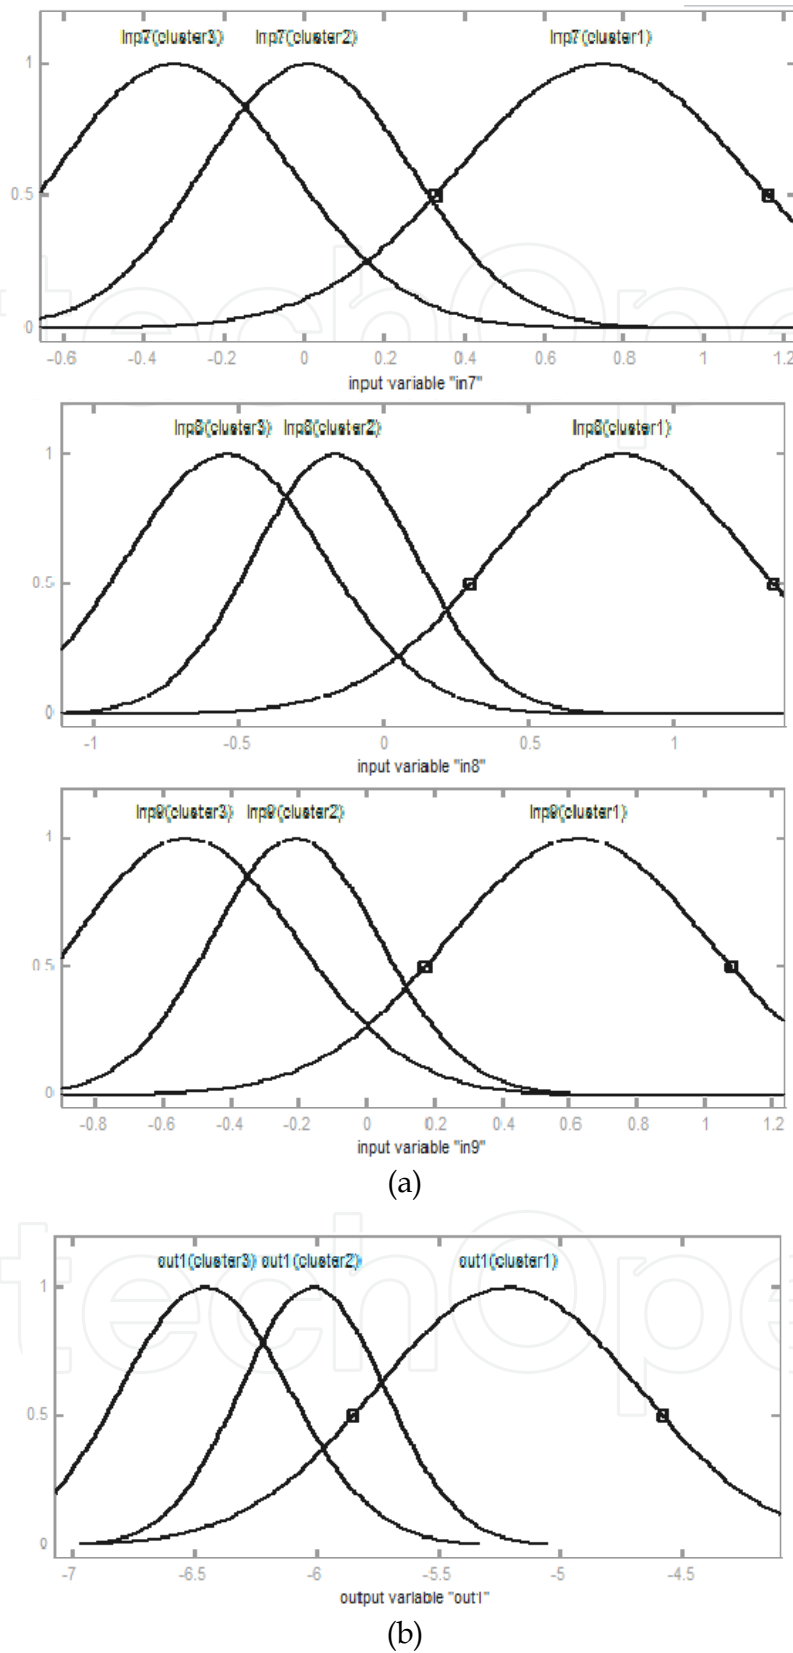 Inp7(cluster3) Inp7(cluster2) Inp7(cluster1)
1
0.5
0
-0.6 -0.4 -0.2 0 0.2 0.4 0.6 0.8 1 1.2
input variable "in7"
Inp8(cluster3) Inp8(cluster2) Inp8(cluster1)
1
0.5
0
-1 -0.5 0 0.5 1
input variable "in8"
Inp9(cluster3) Inp9(cluster2) Inp9(cluster1)
1
0.5
0
-0.8 -0.6 -0.4 -0.2 0 0.2 0.4 0.6 0.8 1 1.2
input variable "in9"
(a)
out1(cluster3) out1(cluster2) out1(cluster1)
1
0.5
0
-7 -6.5 -6 -5.5 -5 -4.5
output variable "out1"
(b)